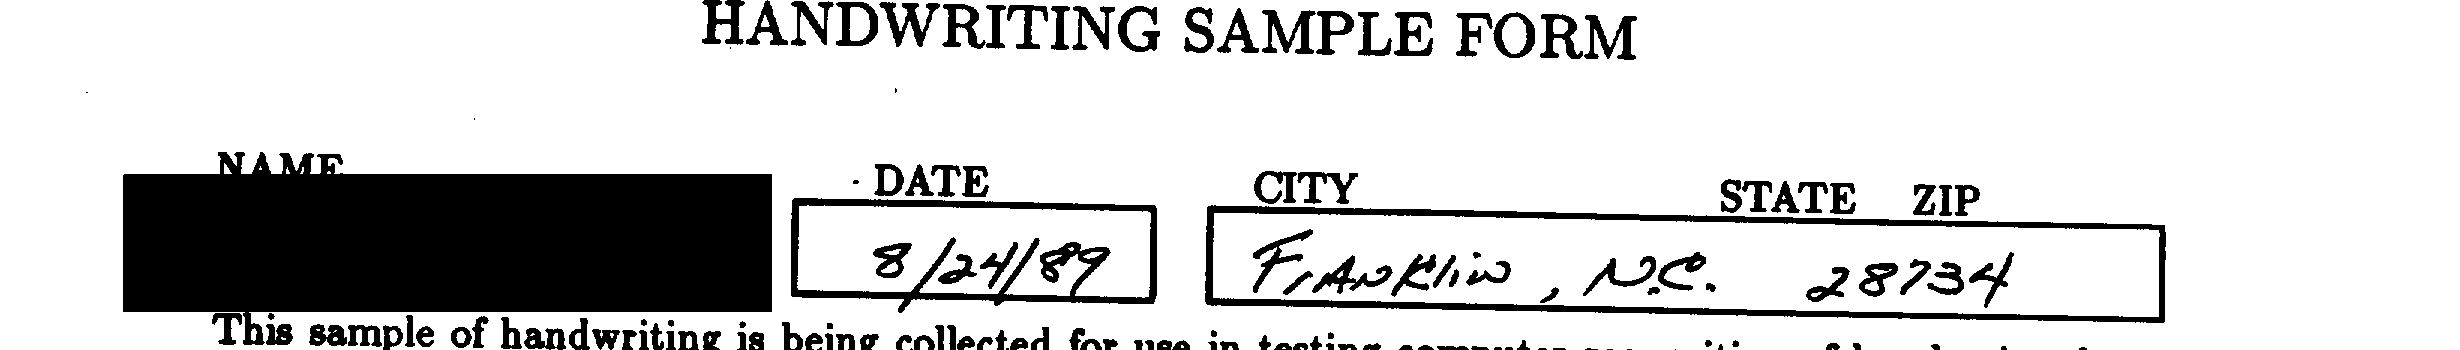 HANDWRITING SAMPLE FORM
NAME DATE CITY STATE ZIP
8/24/89 Franklin, N.C. 28734
This sample of handwriting is being collected for use in testing computer